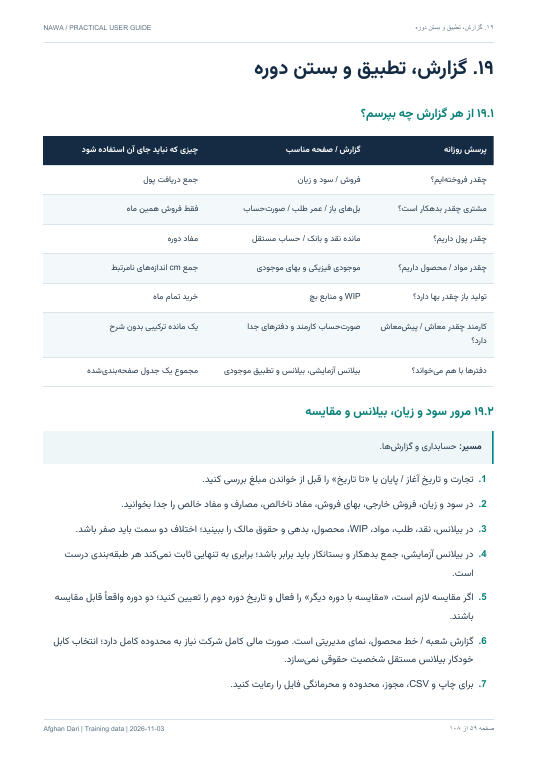 NAWA / PRACTICAL USER GUIDE
۱۹. گزارش، تطبیق و بستن دوره
۱۹. گزارش، تطبیق و بستن دوره
۱۹.۱ از هر گزارش چه بپرسم؟
پرسش روزانه گزارش / صفحه مناسب چیزی که نباید جای آن استفاده شود
چقدر فروخته‌ایم؟ فروش / سود و زیان جمع دریافت پول
مشتری چقدر بدهکار است؟ بل‌های باز / عمر طلب / صورت‌حساب فقط فروش همین ماه
چقدر پول داریم؟ مانده نقد و بانک / حساب مستقل مفاد دوره
چقدر مواد / محصول داریم؟ موجودی فیزیکی و بهای موجودی جمع cm اندازه‌های نامرتبط
تولید باز چقدر بها دارد؟ WIP و منابع بچ خرید تمام ماه
کارمند چقدر معاش / پیش‌معاش صورت‌حساب کارمند و دفترهای جدا یک مانده ترکیبی بدون شرح
دارد؟
دفترها با هم می‌خواند؟ بیلانس آزمایشی، بیلانس و تطبیق موجودی مجموع یک جدول صفحه‌بندی‌شده
۱۹.۲ مرور سود و زیان، بیلانس و مقایسه
مسیر: حسابداری و گزارش‌ها.
1. تجارت و تاریخ آغاز / پایان یا «تا تاریخ» را قبل از خواندن مبلغ بررسی کنید.
2. در سود و زیان، فروش خارجی، بهای فروش، مفاد ناخالص، مصارف و مفاد خالص را جدا بخوانید.
3. در بیلانس، نقد، طلب، مواد، WIP، محصول، بدهی و حقوق مالک را ببینید؛ اختلاف دو سمت باید صفر باشد.
4. در بیلانس آزمایشی، جمع بدهکار و بستانکار باید برابر باشد؛ برابری به تنهایی ثابت نمی‌کند هر طبقه‌بندی درست
است.
5. اگر مقایسه لازم است، «مقایسه با دوره دیگر» را فعال و تاریخ دوره دوم را تعیین کنید؛ دو دوره واقعاً قابل مقایسه
باشند.
6. گزارش شعبه / خط محصول، نمای مدیریتی است. صورت مالی کامل شرکت نیاز به محدوده کامل دارد؛ انتخاب کابل
خودکار بیلانس مستقل شخصیت حقوقی نمی‌سازد.
7. برای چاپ و CSV، مجوز، محدوده و محرمانگی فایل را رعایت کنید.
Afghan Dari | Training data | 2026-11-03
صفحه ۵۹ از ۱۰۸